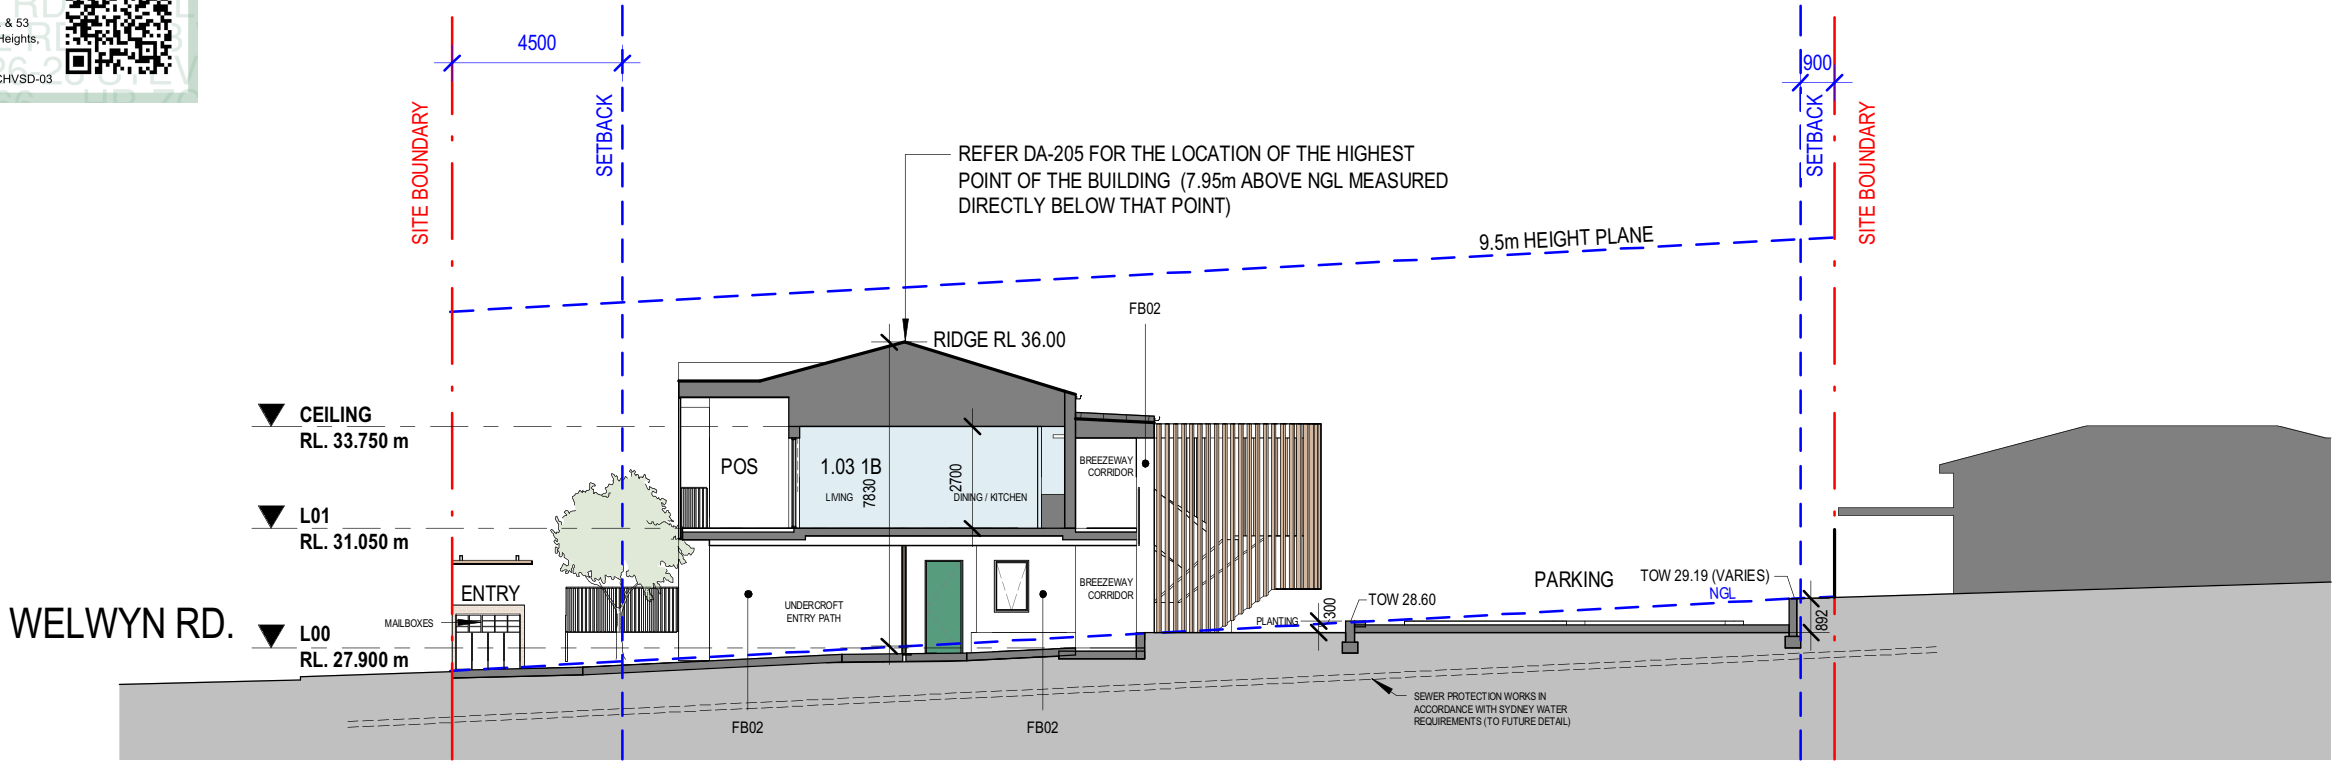 & 53
Heights,
CHVSD-03
4500
900
SITE BOUNDARY
SETBACK
SETBACK
SITE BOUNDARY
REFER DA-205 FOR THE LOCATION OF THE HIGHEST
POINT OF THE BUILDING (7.95m ABOVE NGL MEASURED
DIRECTLY BELOW THAT POINT)
9.5m HEIGHT PLANE
FB02
RIDGE RL 36.00
CEILING
RL. 33.750 m
POS
1.03 1B
LIVING
7830
2700
DINING / KITCHEN
BREEZEWAY
CORRIDOR
L01
RL. 31.050 m
ENTRY
MAILBOXES
UNDERCROFT
ENTRY PATH
BREEZEWAY
CORRIDOR
PARKING
TOW 29.19 (VARIES)
NGL
TOW 28.60
300
PLANTING
892
WELWYN RD.
L00
RL. 27.900 m
SEWER PROTECTION WORKS IN
ACCORDANCE WITH SYDNEY WATER
REQUIREMENTS (TO FUTURE DETAIL)
FB02
FB02